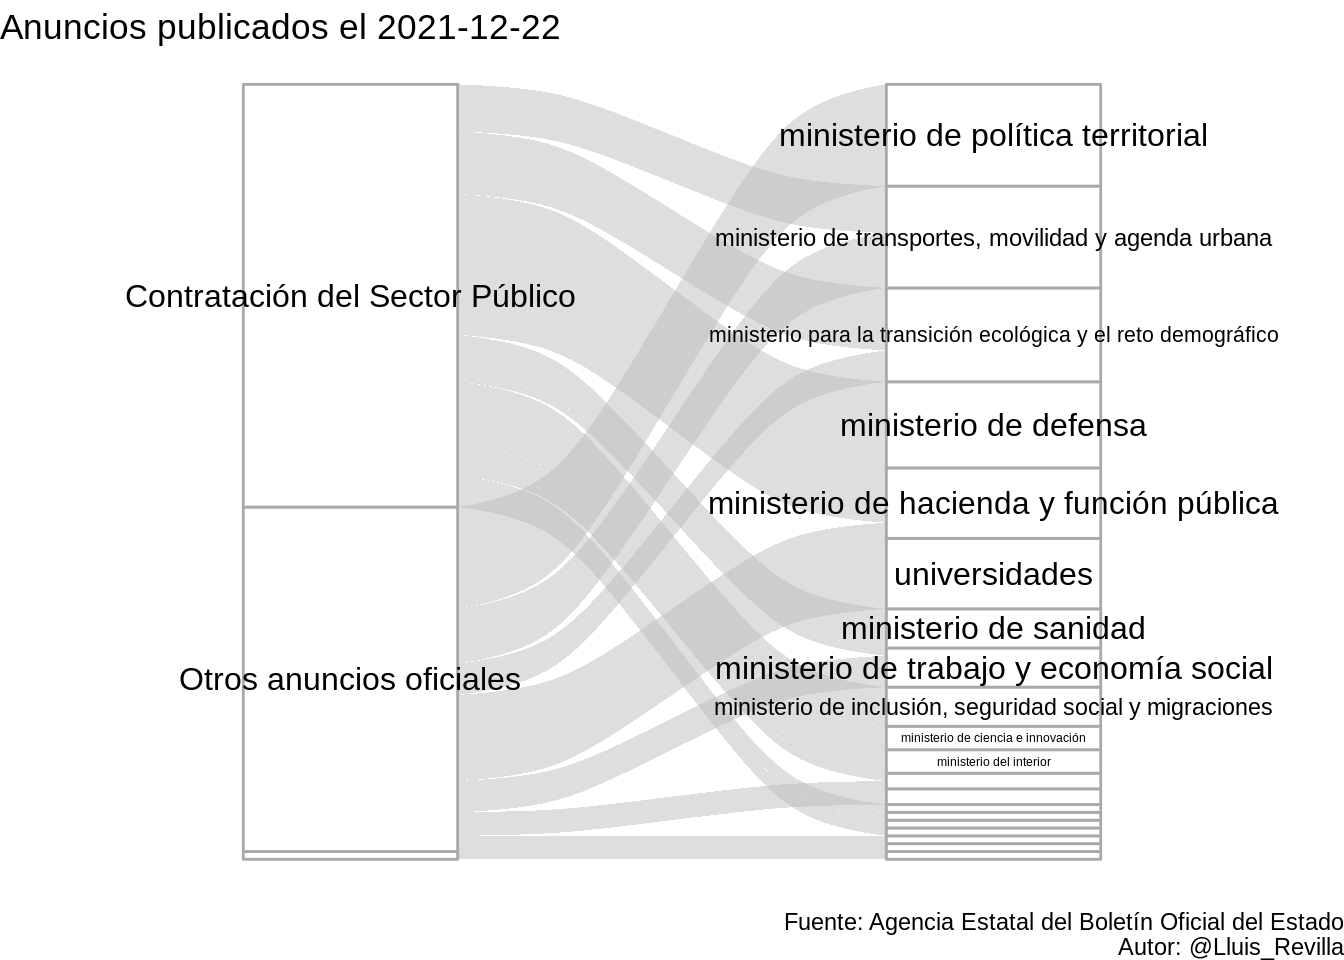 Anuncios publicados el 2021-12-22
Contratación del Sector Público
Otros anuncios oficiales
ministerio de política territorial
ministerio de transportes, movilidad y agenda urbana
ministerio para la transición ecológica y el reto demográfico
ministerio de defensa
ministerio de hacienda y función pública
universidades
ministerio de sanidad
ministerio de trabajo y economía social
ministerio de inclusión, seguridad social y migraciones
ministerio de ciencia e innovación
ministerio del interior
Fuente: Agencia Estatal del Boletín Oficial del Estado
Autor: @Lluis_Revilla